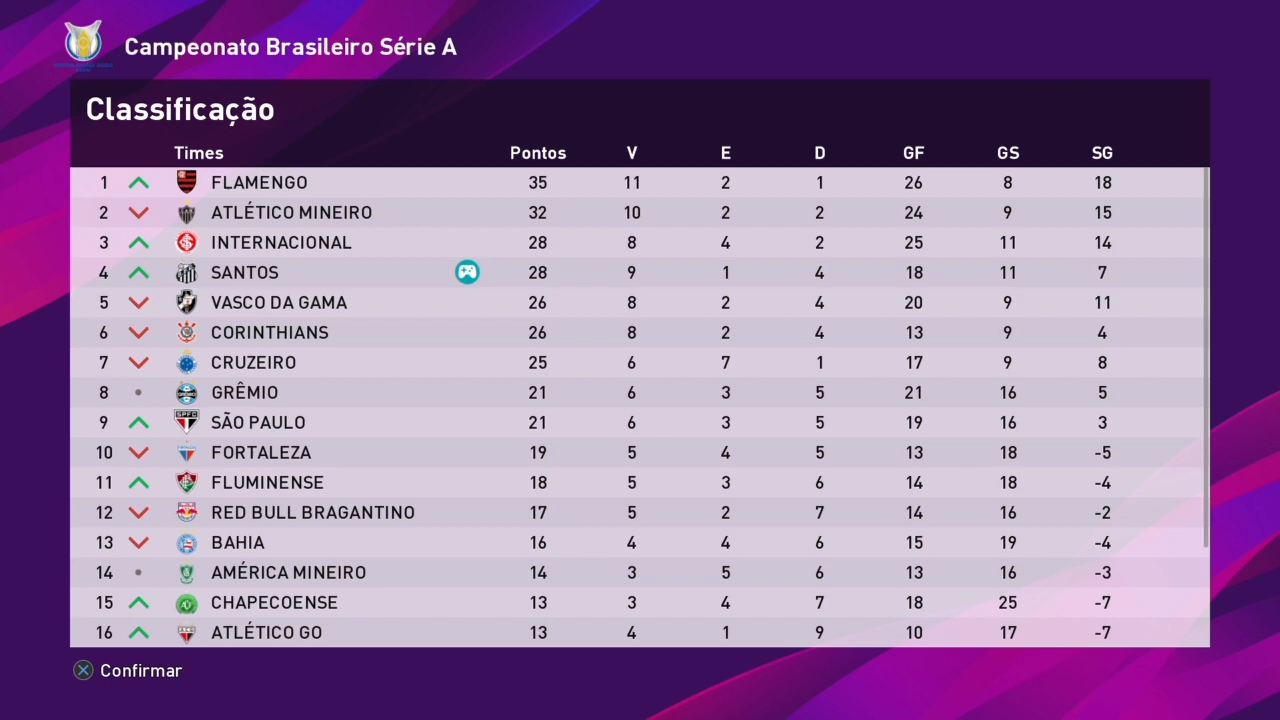 Campeonato Brasileiro Série A
Classificação
Times Pontos V E D GF GS SG
1 FLAMENGO 35 11 2 1 26 8 18
2 ATLÉTICO MINEIRO 32 10 2 2 24 9 15
3 INTERNACIONAL 28 8 4 2 25 11 14
4 SANTOS 28 9 1 4 18 11 7
5 VASCO DA GAMA 26 8 2 4 20 9 11
6 CORINTHIANS 26 8 2 4 13 9 4
7 CRUZEIRO 25 6 7 1 17 9 8
8 GRÊMIO 21 6 3 5 21 16 5
9 SÃO PAULO 21 6 3 5 19 16 3
10 FORTALEZA 19 5 4 5 13 18 -5
11 FLUMINENSE 18 5 3 6 14 18 -4
12 RED BULL BRAGANTINO 17 5 2 7 14 16 -2
13 BAHIA 16 4 4 6 15 19 -4
14 AMÉRICA MINEIRO 14 3 5 6 13 16 -3
15 CHAPECOENSE 13 3 4 7 18 25 -7
16 ATLÉTICO GO 13 4 1 9 10 17 -7
Confirmar